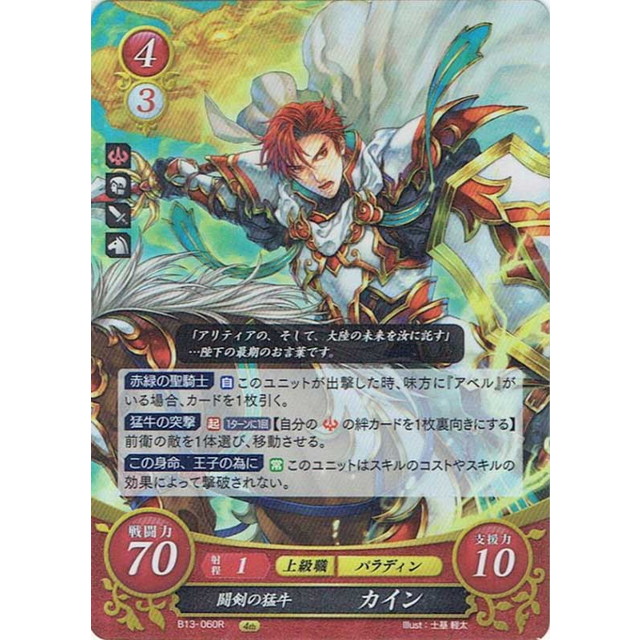 4
3
「アリティアの、そして、大陸の未来を汝に託す」
…陛下の最期のお言葉です。
赤緑の聖騎士 自 このユニットが出撃した時、味方に『アベル』が
いる場合、カードを1枚引く。
猛牛の突撃 起 1ターンに1回 【自分の の絆カードを1枚裏向きにする】
前衛の敵を1体選び、移動させる。
この身命、王子の為に 常 このユニットはスキルのコストやスキルの
効果によって撃破されない。
戦闘力 70
射程 1 上級職 パラディン
支援力 10
闘剣の猛牛 カイン
B13-060R 4th Illust:士基 軽太